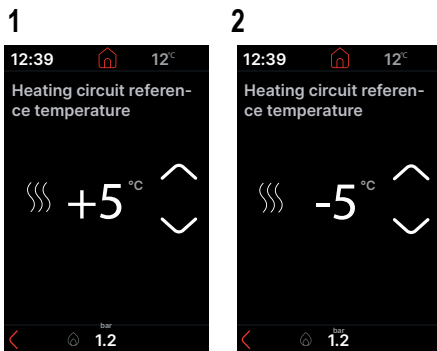 1
12:39 12°C
Heating circuit referen-
ce temperature
+5 °C
bar
1.2
2
12:39 12°C
Heating circuit referen-
ce temperature
-5 °C
bar
1.2